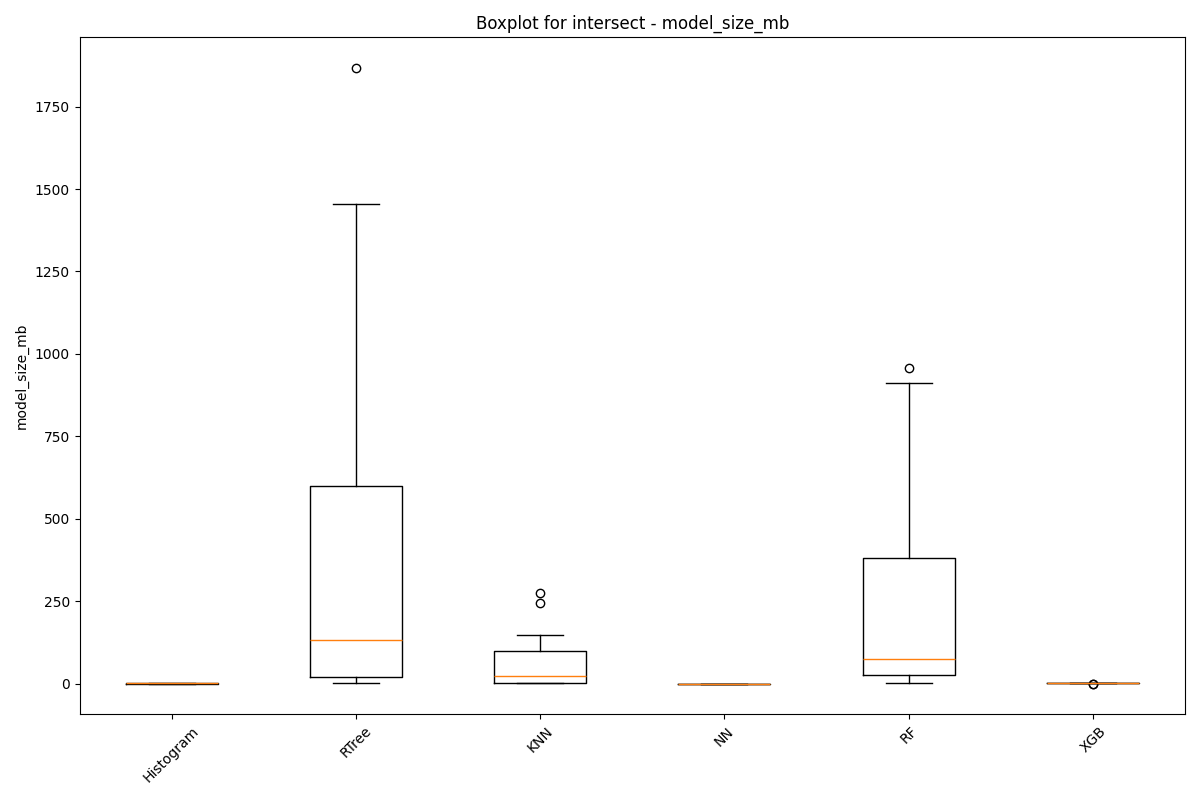 Boxplot for intersect - model_size_mb
model_size_mb
1750
1500
1250
1000
750
500
250
0
Histogram
RTree
KNN
NN
RF
XGB